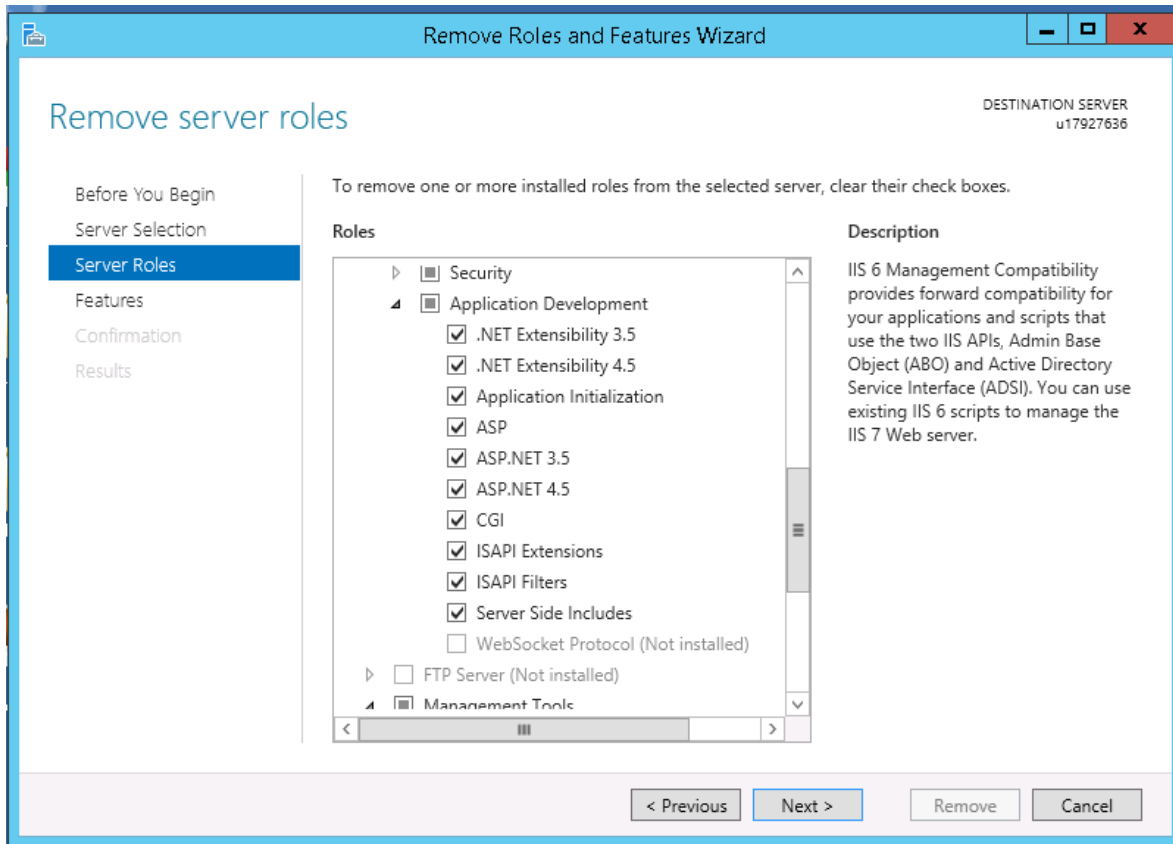 Remove Roles and Features Wizard
Remove server roles
DESTINATION SERVER
u17927636
Before You Begin
Server Selection
Server Roles
Features
Confirmation
Results
To remove one or more installed roles from the selected server, clear their check boxes.
Roles
Security
Application Development
.NET Extensibility 3.5
.NET Extensibility 4.5
Application Initialization
ASP
ASP.NET 3.5
ASP.NET 4.5
CGI
ISAPI Extensions
ISAPI Filters
Server Side Includes
WebSocket Protocol (Not installed)
FTP Server (Not installed)
Management Tools
Description
IIS 6 Management Compatibility
provides forward compatibility for
your applications and scripts that
use the two IIS APIs, Admin Base
Object (ABO) and Active Directory
Service Interface (ADSI). You can use
existing IIS 6 scripts to manage the
IIS 7 Web server.
< Previous
Next >
Remove
Cancel